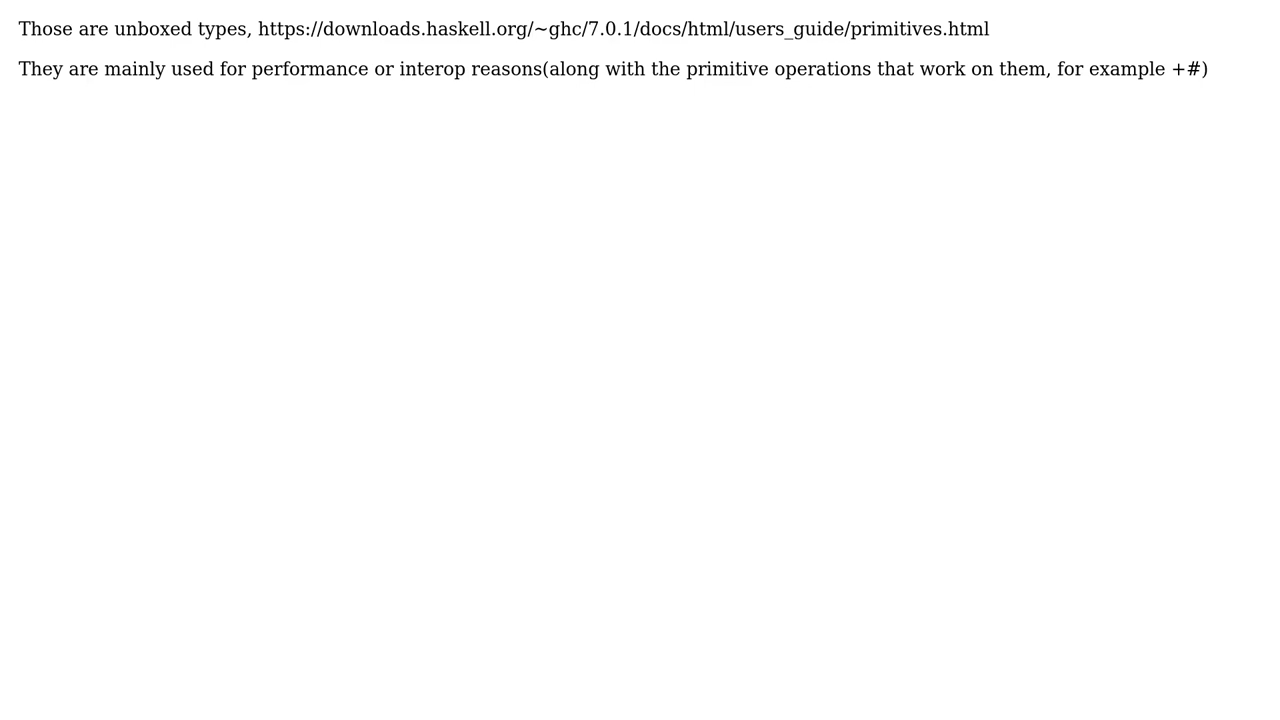 Those are unboxed types, https://downloads.haskell.org/~ghc/7.0.1/docs/html/users_guide/primitives.html
They are mainly used for performance or interop reasons(along with the primitive operations that work on them, for example +#)